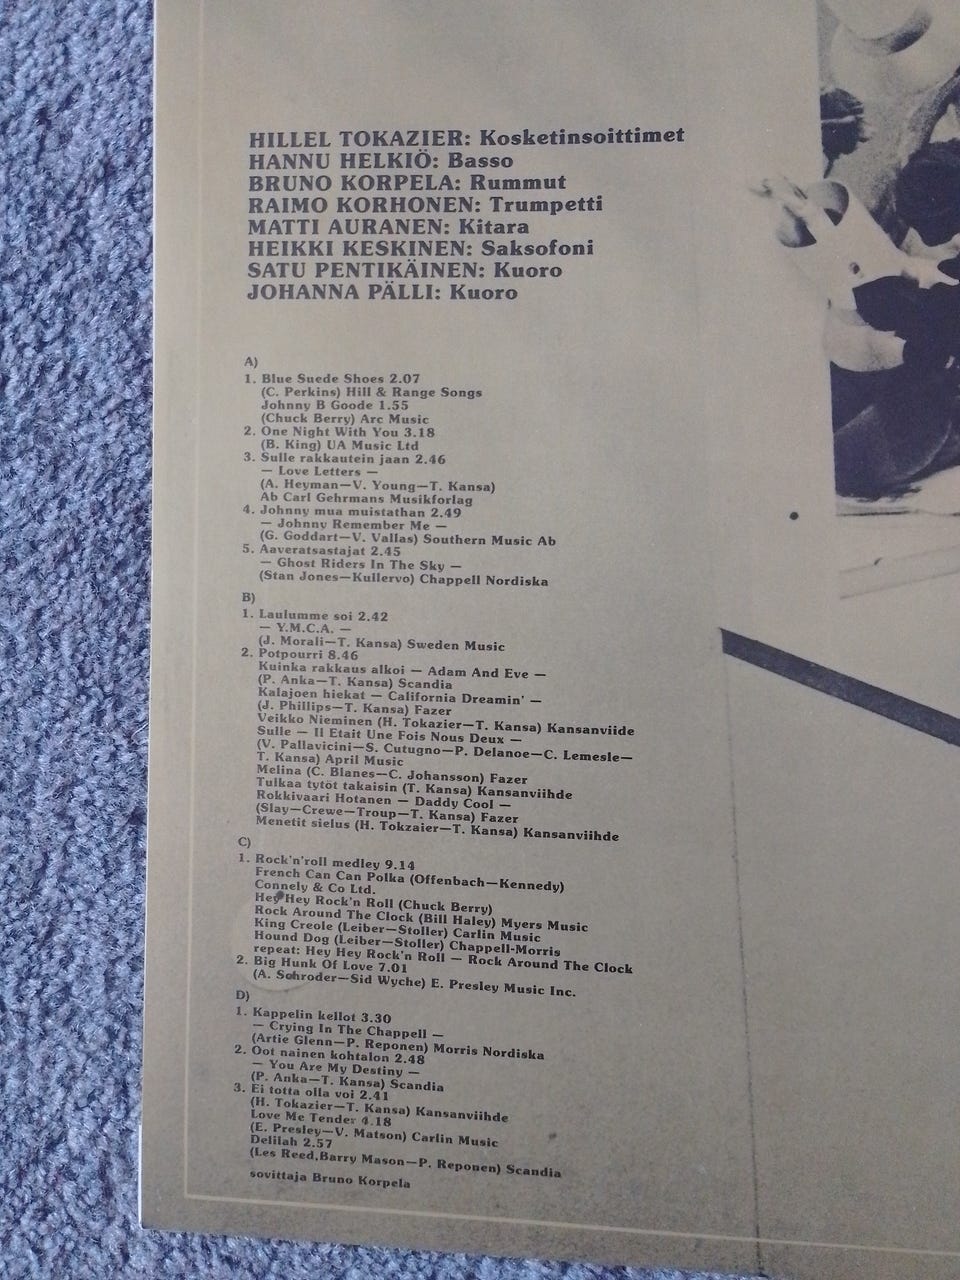 HILLEL TOKAZIER: Kosketinsoittimet
HANNU HELKIÖ: Basso
BRUNO KORPELA: Rummut
RAIMO KORHONEN: Trumpetti
MATTI AURANEN: Kitara
HEIKKI KESKINEN: Saksofoni
SATU PENTIKÄINEN: Kuoro
JOHANNA PÄLLI: Kuoro
A)
1. Blue Suede Shoes 2.07
(C. Perkins) Hill & Range Songs
Johnny B Goode 1.55
(Chuck Berry) Arc Music
2. One Night With You 3.18
(B. King) UA Music Ltd
3. Sulle rakkautein jaan 2.46
— Love Letters —
(A. Heyman—V. Young—T. Kansa)
Ab Carl Gehrmans Musikforlag
4. Johnny mua muistathan 2.49
— Johnny Remember Me —
(G. Goddart—V. Vallas) Southern Music Ab
5. Aaveratsastajat 2.45
— Ghost Riders In The Sky —
(Stan Jones—Kullervo) Chappell Nordiska
B)
1. Laulumme soi 2.42
— Y.M.C.A. —
(J. Morali—T. Kansa) Sweden Music
2. Potpourri 8.46
Kuinka rakkaus alkoi — Adam And Eve —
(P. Anka—T. Kansa) Scandia
Kalajoen hiekat — California Dreamin' —
(J. Phillips—T. Kansa) Fazer
Veikko Nieminen (H. Tokazier—T. Kansa) Kansanviide
Sulle — Il Etait Une Fois Nous Deux —
(V. Pallavicini—S. Cutugno—P. Delanoe—C. Lemesle—
T. Kansa) April Music
Melina (C. Blanes—C. Johansson) Fazer
Tulkaa tytöt takaisin (T. Kansa) Kansanviihde
Rokkivaari Hotanen — Daddy Cool —
(Slay—Crewe—Troup—T. Kansa) Fazer
Menetit sielus (H. Tokzaier—T. Kansa) Kansanviihde
C)
1. Rock'n'roll medley 9.14
French Can Can Polka (Offenbach—Kennedy)
Connely & Co Ltd.
Hey Hey Rock'n Roll (Chuck Berry)
Rock Around The Clock (Bill Haley) Myers Music
King Creole (Leiber—Stoller) Carlin Music
Hound Dog (Leiber—Stoller) Chappell-Morris
repeat: Hey Hey Rock'n Roll — Rock Around The Clock
2. Big Hunk Of Love 7.01
(A. Schroder—Sid Wyche) E. Presley Music Inc.
D)
1. Kappelin kellot 3.30
— Crying In The Chappell —
(Artie Glenn—P. Reponen) Morris Nordiska
2. Oot nainen kohtalon 2.48
— You Are My Destiny —
(P. Anka—T. Kansa) Scandia
3. Ei totta olla voi 2.41
(H. Tokazier—T. Kansa) Kansanviihde
Love Me Tender 4.18
(E. Presley—V. Matson) Carlin Music
Delilah 2.57
(Les Reed,Barry Mason—P. Reponen) Scandia
sovittaja Bruno Korpela